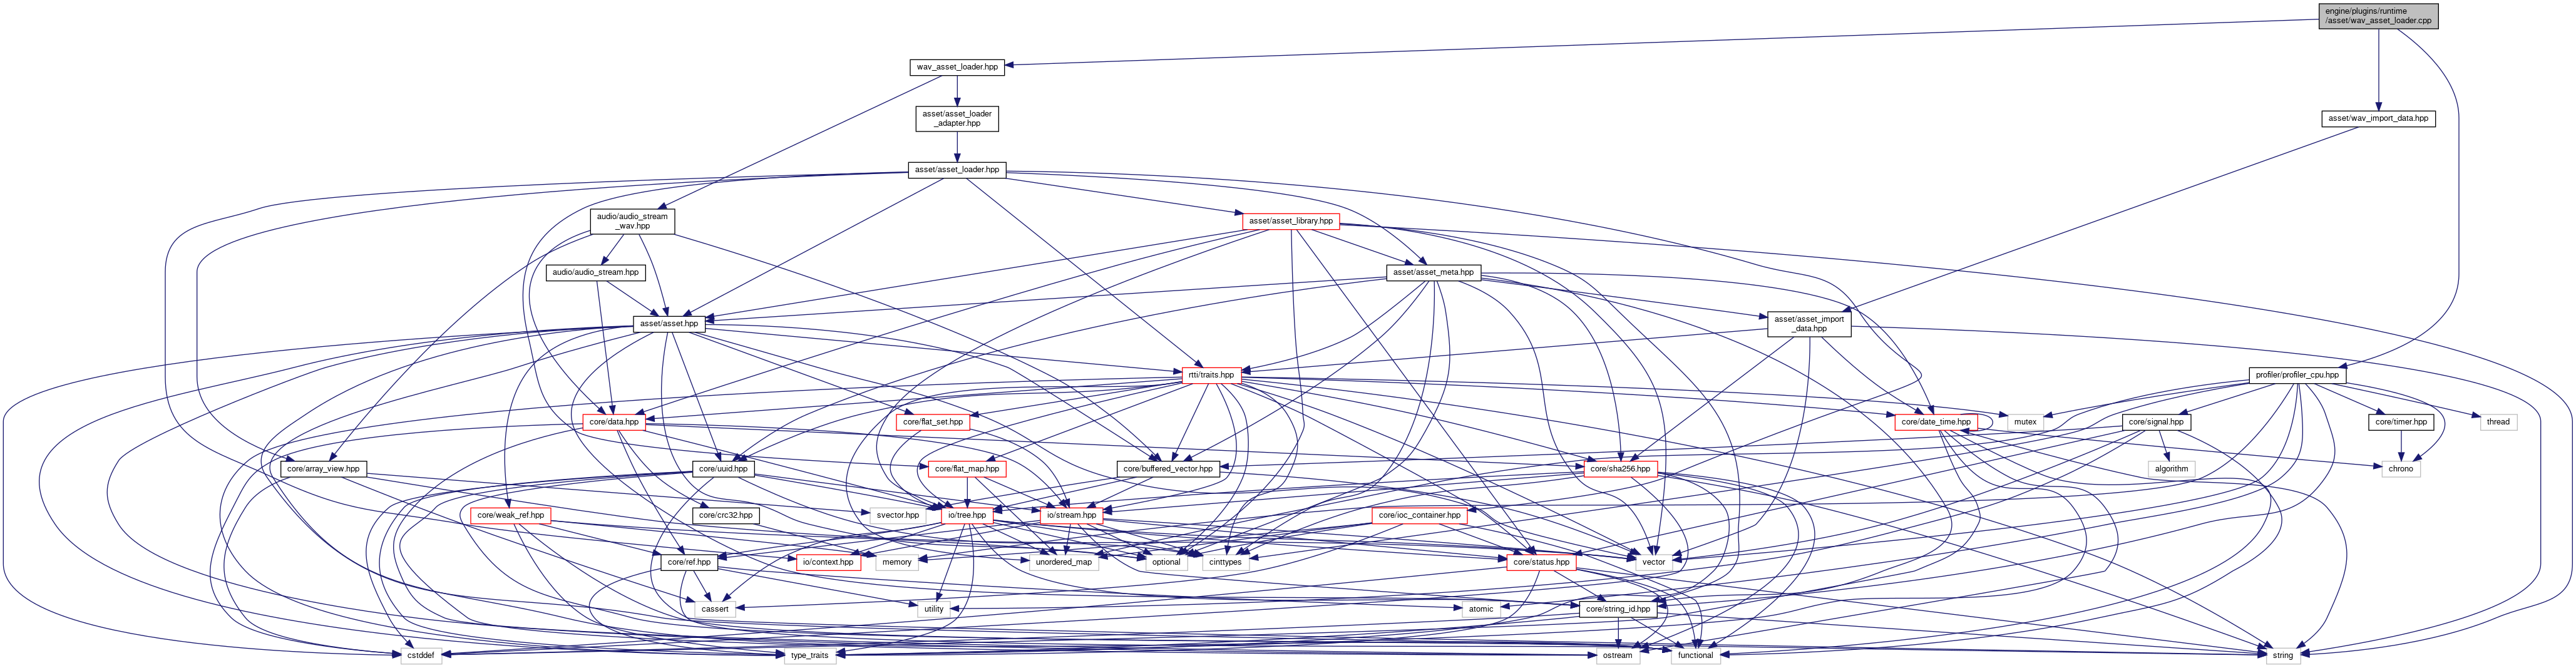 engine/plugins/runtime
/asset/wav_asset_loader.cpp
wav_asset_loader.hpp
asset/asset_loader
_adapter.hpp
asset/wav_import_data.hpp
asset/asset_loader.hpp
audio/audio_stream
_wav.hpp
asset/asset_library.hpp
audio/audio_stream.hpp
asset/asset_meta.hpp
asset/asset.hpp
asset/asset_import
_data.hpp
rtti/traits.hpp
profiler/profiler_cpu.hpp
core/data.hpp
core/flat_set.hpp
core/date_time.hpp
mutex
core/signal.hpp
core/timer.hpp
thread
core/array_view.hpp
core/uuid.hpp
core/flat_map.hpp
core/buffered_vector.hpp
core/sha256.hpp
algorithm
chrono
core/weak_ref.hpp
core/crc32.hpp
svector.hpp
io/tree.hpp
io/stream.hpp
core/ioc_container.hpp
core/ref.hpp
io/context.hpp
memory
unordered_map
optional
cinttypes
core/status.hpp
vector
cassert
utility
atomic
core/string_id.hpp
cstddef
type_traits
ostream
functional
string